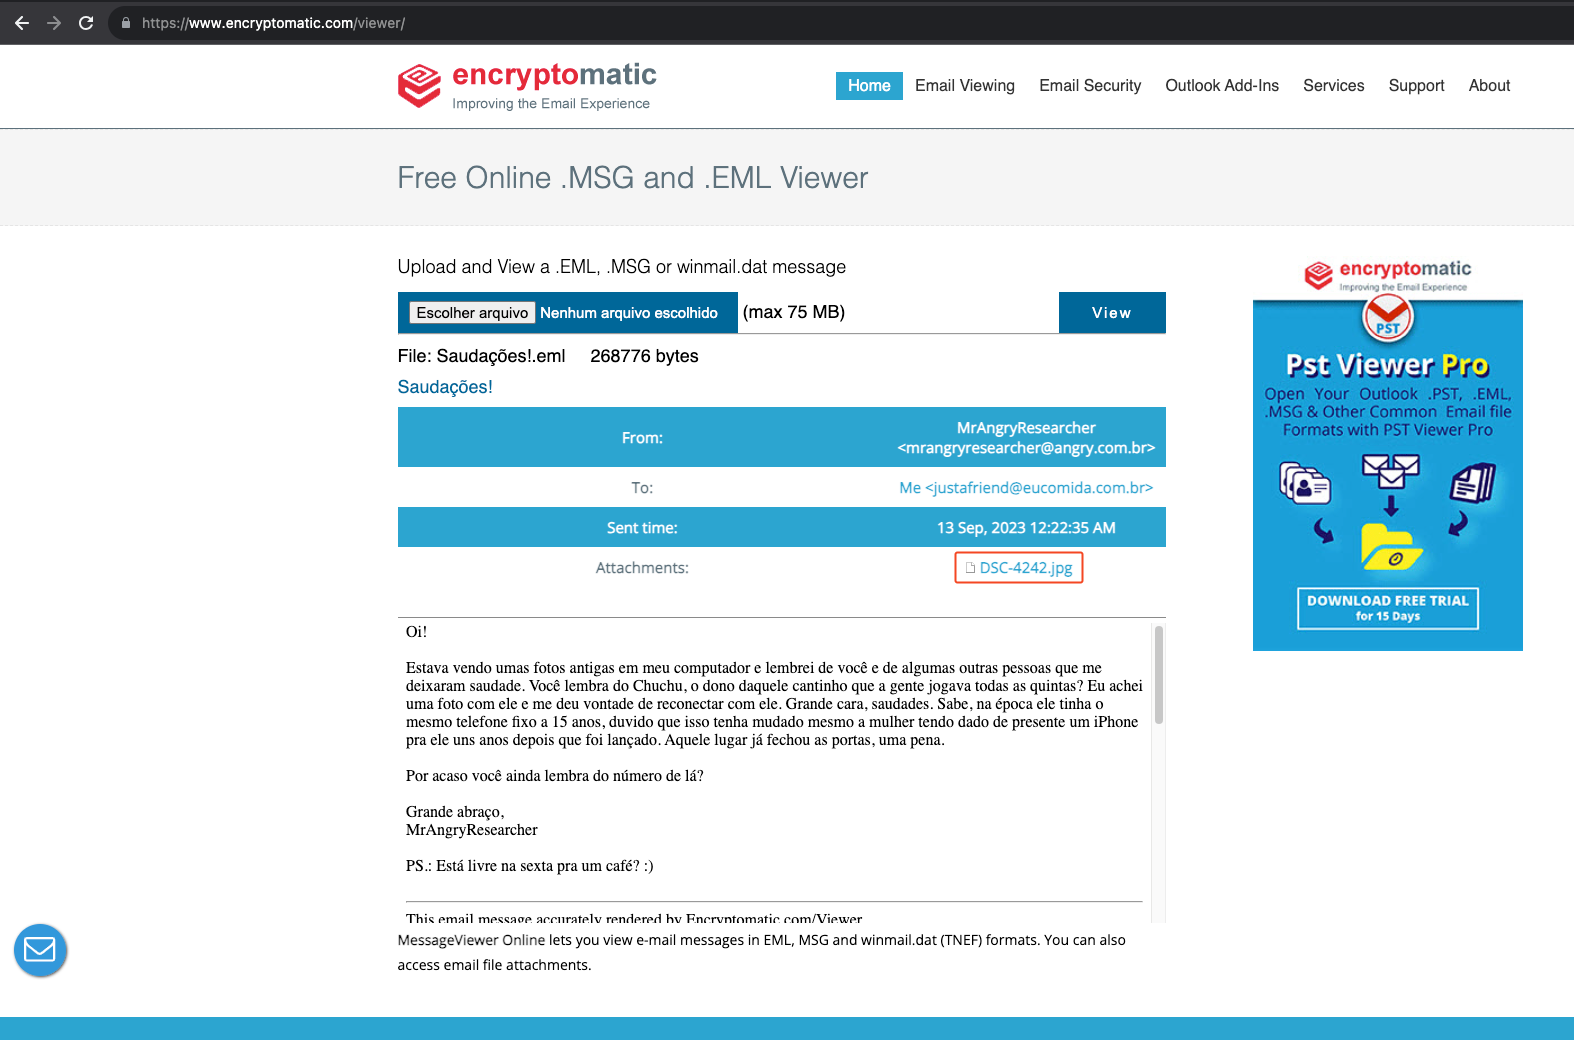 https://www.encryptomatic.com/viewer/
encryptomatic
Improving the Email Experience
Home Email Viewing Email Security Outlook Add-Ins Services Support About
Free Online .MSG and .EML Viewer
Upload and View a .EML, .MSG or winmail.dat message
Escolher arquivo Nenhum arquivo escolhido (max 75 MB) View
File: Saudações!.eml 268776 bytes
Saudações!
From: MrAngryResearcher
<mrangryresearcher@angry.com.br>
To: Me <justafriend@eucomida.com.br>
Sent time: 13 Sep, 2023 12:22:35 AM
Attachments: DSC-4242.jpg
Oi!
Estava vendo umas fotos antigas em meu computador e lembrei de você e de algumas outras pessoas que me
deixaram saudade. Você lembra do Chuchu, o dono daquele cantinho que a gente jogava todas as quintas? Eu achei
uma foto com ele e me deu vontade de reconectar com ele. Grande cara, saudades. Sabe, na época ele tinha o
mesmo telefone fixo a 15 anos, duvido que isso tenha mudado mesmo a mulher tendo dado de presente um iPhone
pra ele uns anos depois que foi lançado. Aquele lugar já fechou as portas, uma pena.
Por acaso você ainda lembra do número de lá?
Grande abraço,
MrAngryResearcher
PS.: Está livre na sexta pra um café? :)
This email message accurately rendered by Encryptomatic.com/Viewer
MessageViewer Online lets you view e-mail messages in EML, MSG and winmail.dat (TNEF) formats. You can also
access email file attachments.
encryptomatic
Improving the Email Experience
PST
Pst Viewer Pro
Open Your Outlook .PST, .EML,
.MSG & Other Common Email file
Formats with PST Viewer Pro
DOWNLOAD FREE TRIAL
for 15 Days